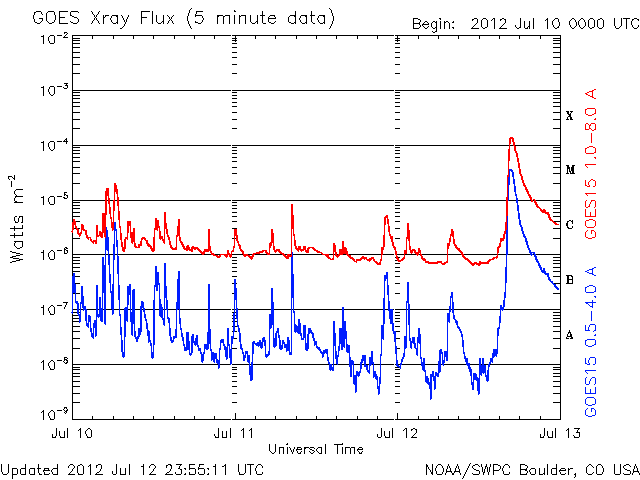 GOES Xray Flux (5 minute data)
Begin: 2012 Jul 10 0000 UTC
10⁻²
10⁻³
10⁻⁴
10⁻⁵
10⁻⁶
10⁻⁷
10⁻⁸
10⁻⁹
Watts m⁻²
X
M
C
B
A
GOES15 1.0-8.0 A
GOES15 0.5-4.0 A
Jul 10
Jul 11
Jul 12
Jul 13
Universal Time
Updated 2012 Jul 12 23:55:11 UTC
NOAA/SWPC Boulder, CO USA